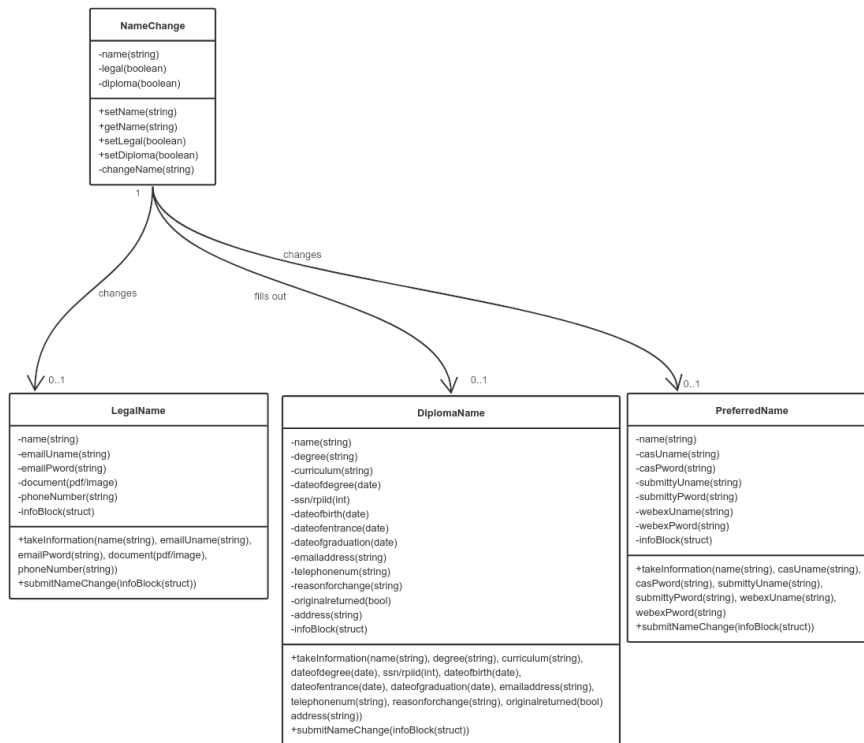 NameChange
-name(string)
-legal(boolean)
-diploma(boolean)
+setName(string)
+getName(string)
+setLegal(boolean)
+setDiploma(boolean)
-changeName(string)
1
changes
fills out
changes
0..1
0..1
0..1
LegalName
-name(string)
-emailUname(string)
-emailPword(string)
-document(pdf/image)
-phoneNumber(string)
-infoBlock(struct)
+takeInformation(name(string), emailUname(string),
emailPword(string), document(pdf/image),
phoneNumber(string))
+submitNameChange(infoBlock(struct))
DiplomaName
-name(string)
-degree(string)
-curriculum(string)
-dateofdegree(date)
-ssn/rpiid(int)
-dateofbirth(date)
-dateofentrance(date)
-dateofgraduation(date)
-emailaddress(string)
-telephonenum(string)
-reasonforchange(string)
-originalreturned(bool)
-address(string)
-infoBlock(struct)
+takeInformation(name(string), degree(string), curriculum(string),
dateofdegree(date), ssn/rpiid(int), dateofbirth(date),
dateofentrance(date), dateofgraduation(date), emailaddress(string),
telephonenum(string), reasonforchange(string), originalreturned(bool)
address(string))
+submitNameChange(infoBlock(struct))
PreferredName
-name(string)
-casUname(string)
-casPword(string)
-submittyUname(string)
-submittyPword(string)
-webexUname(string)
-webexPword(string)
-infoBlock(struct)
+takeInformation(name(string), casUname(string),
casPword(string), submittyUname(string),
submittyPword(string), webexUname(string),
webexPword(string)
+submitNameChange(infoBlock(struct))